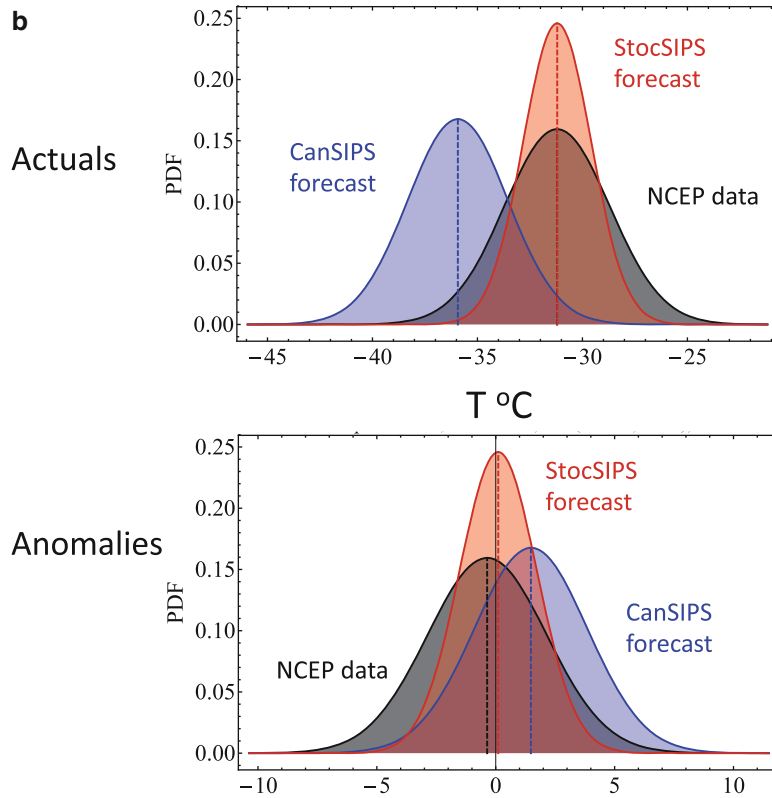 b
Actuals
PDF
0.25
0.20
0.15
0.10
0.05
0.00
StocSIPS
forecast
CanSIPS
forecast
NCEP data
−45
−40
−35
−30
−25
T °C
Anomalies
PDF
0.25
0.20
0.15
0.10
0.05
0.00
StocSIPS
forecast
CanSIPS
forecast
NCEP data
−10
−5
0
5
10